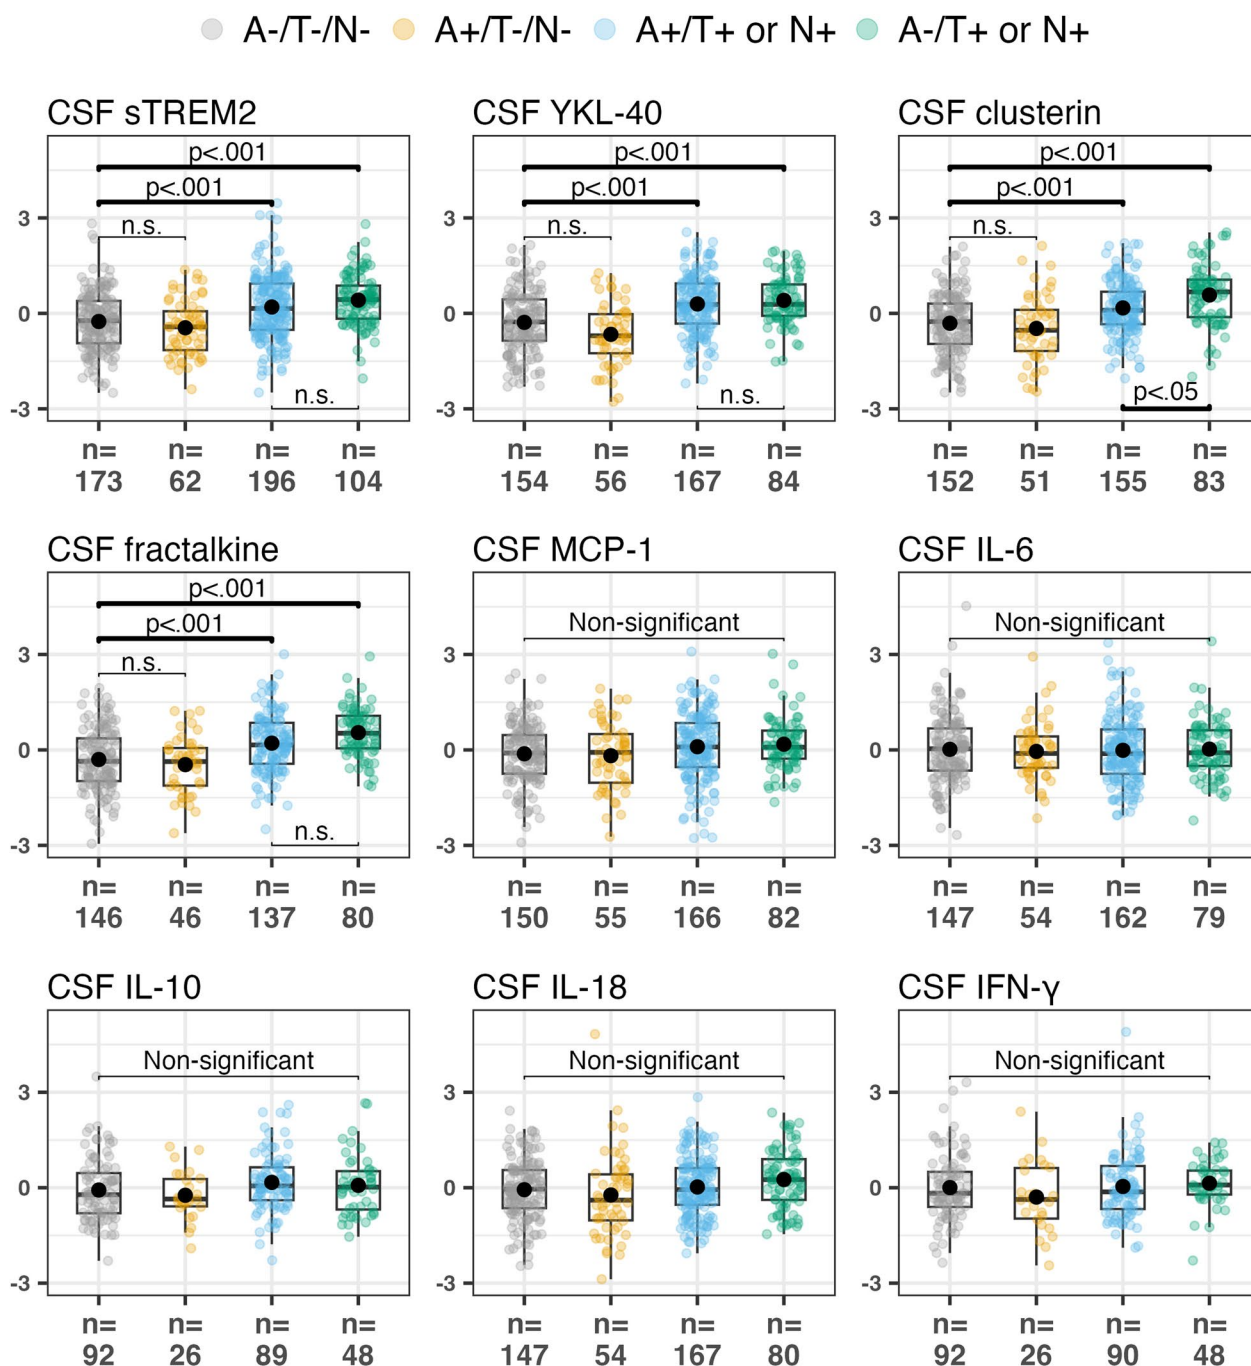 A-/T-/N- A+/T-/N- A+/T+ or N+ A-/T+ or N+
CSF sTREM2 CSF YKL-40 CSF clusterin
p<.001 p<.001 p<.001
p<.001 p<.001 p<.001
3 n.s. 3 n.s. 3 n.s.
0 0 0
-3 n.s. -3 n.s. -3 p<.05
n= n= n= n= n= n= n= n= n= n= n= n=
173 62 196 104 154 56 167 84 152 51 155 83
CSF fractalkine CSF MCP-1 CSF IL-6
p<.001
p<.001 Non-significant Non-significant
3 n.s. 3 3
0 0 0
-3 n.s. -3 -3
n= n= n= n= n= n= n= n= n= n= n= n=
146 46 137 80 150 55 166 82 147 54 162 79
CSF IL-10 CSF IL-18 CSF IFN-γ
Non-significant Non-significant Non-significant
3 3 3
0 0 0
-3 -3 -3
n= n= n= n= n= n= n= n= n= n= n= n=
92 26 89 48 147 54 167 80 92 26 90 48